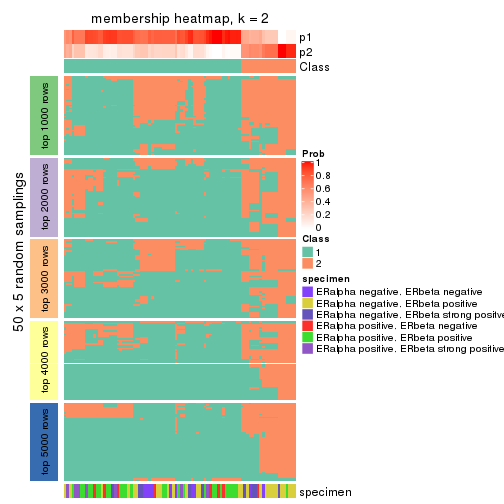 membership heatmap, k = 2
p1
p2
Class
50 x 5 random samplings
top 1000 rows
top 2000 rows
top 3000 rows
top 4000 rows
top 5000 rows
Prob
1
0.8
0.6
0.4
0.2
0
Class
1
2
specimen
ERalpha negative. ERbeta negative
ERalpha negative. ERbeta positive
ERalpha negative. ERbeta strong positive
ERalpha positive. ERbeta negative
ERalpha positive. ERbeta positive
ERalpha positive. ERbeta strong positive
specimen